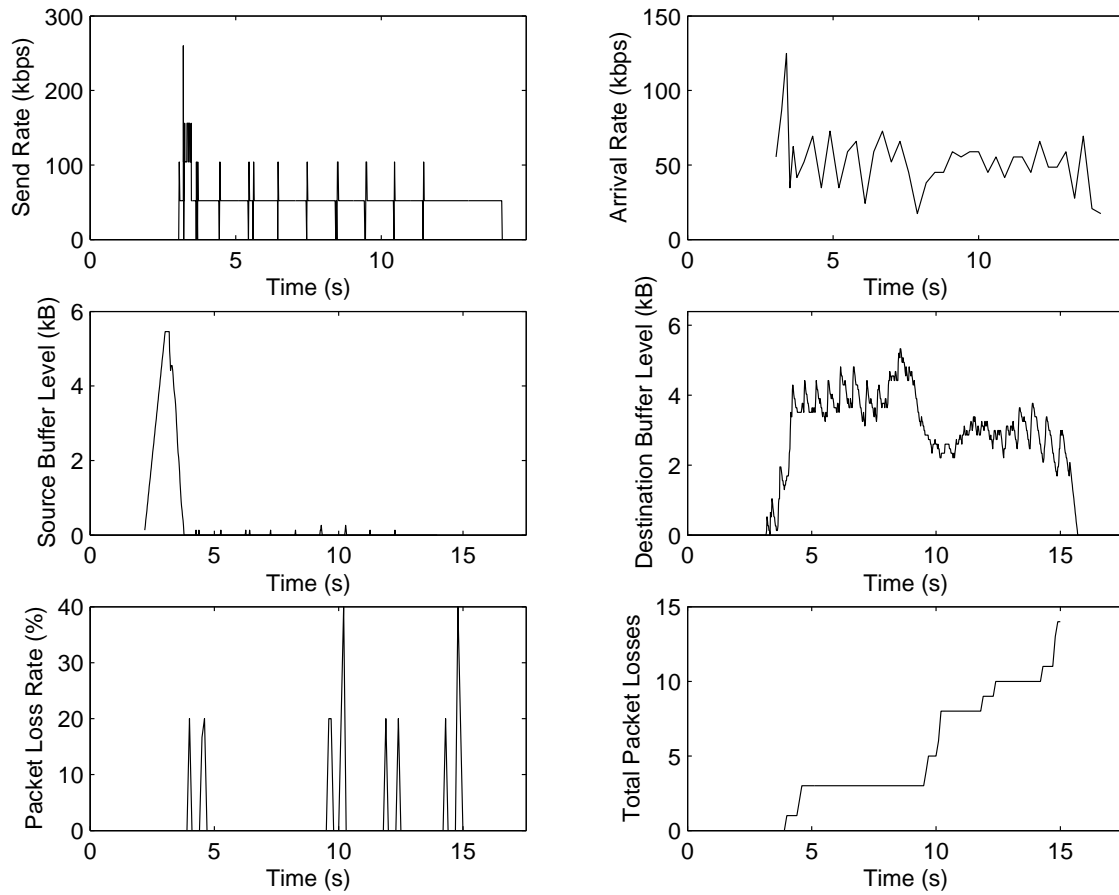 300
200
100
0
Send Rate (kbps)
0 5 10
Time (s)
150
100
50
0
Arrival Rate (kbps)
0 5 10
Time (s)
6
4
2
0
Source Buffer Level (kB)
0 5 10 15
Time (s)
6
4
2
0
Destination Buffer Level (kB)
0 5 10 15
Time (s)
40
30
20
10
0
Packet Loss Rate (%)
0 5 10 15
Time (s)
15
10
5
0
Total Packet Losses
0 5 10 15
Time (s)